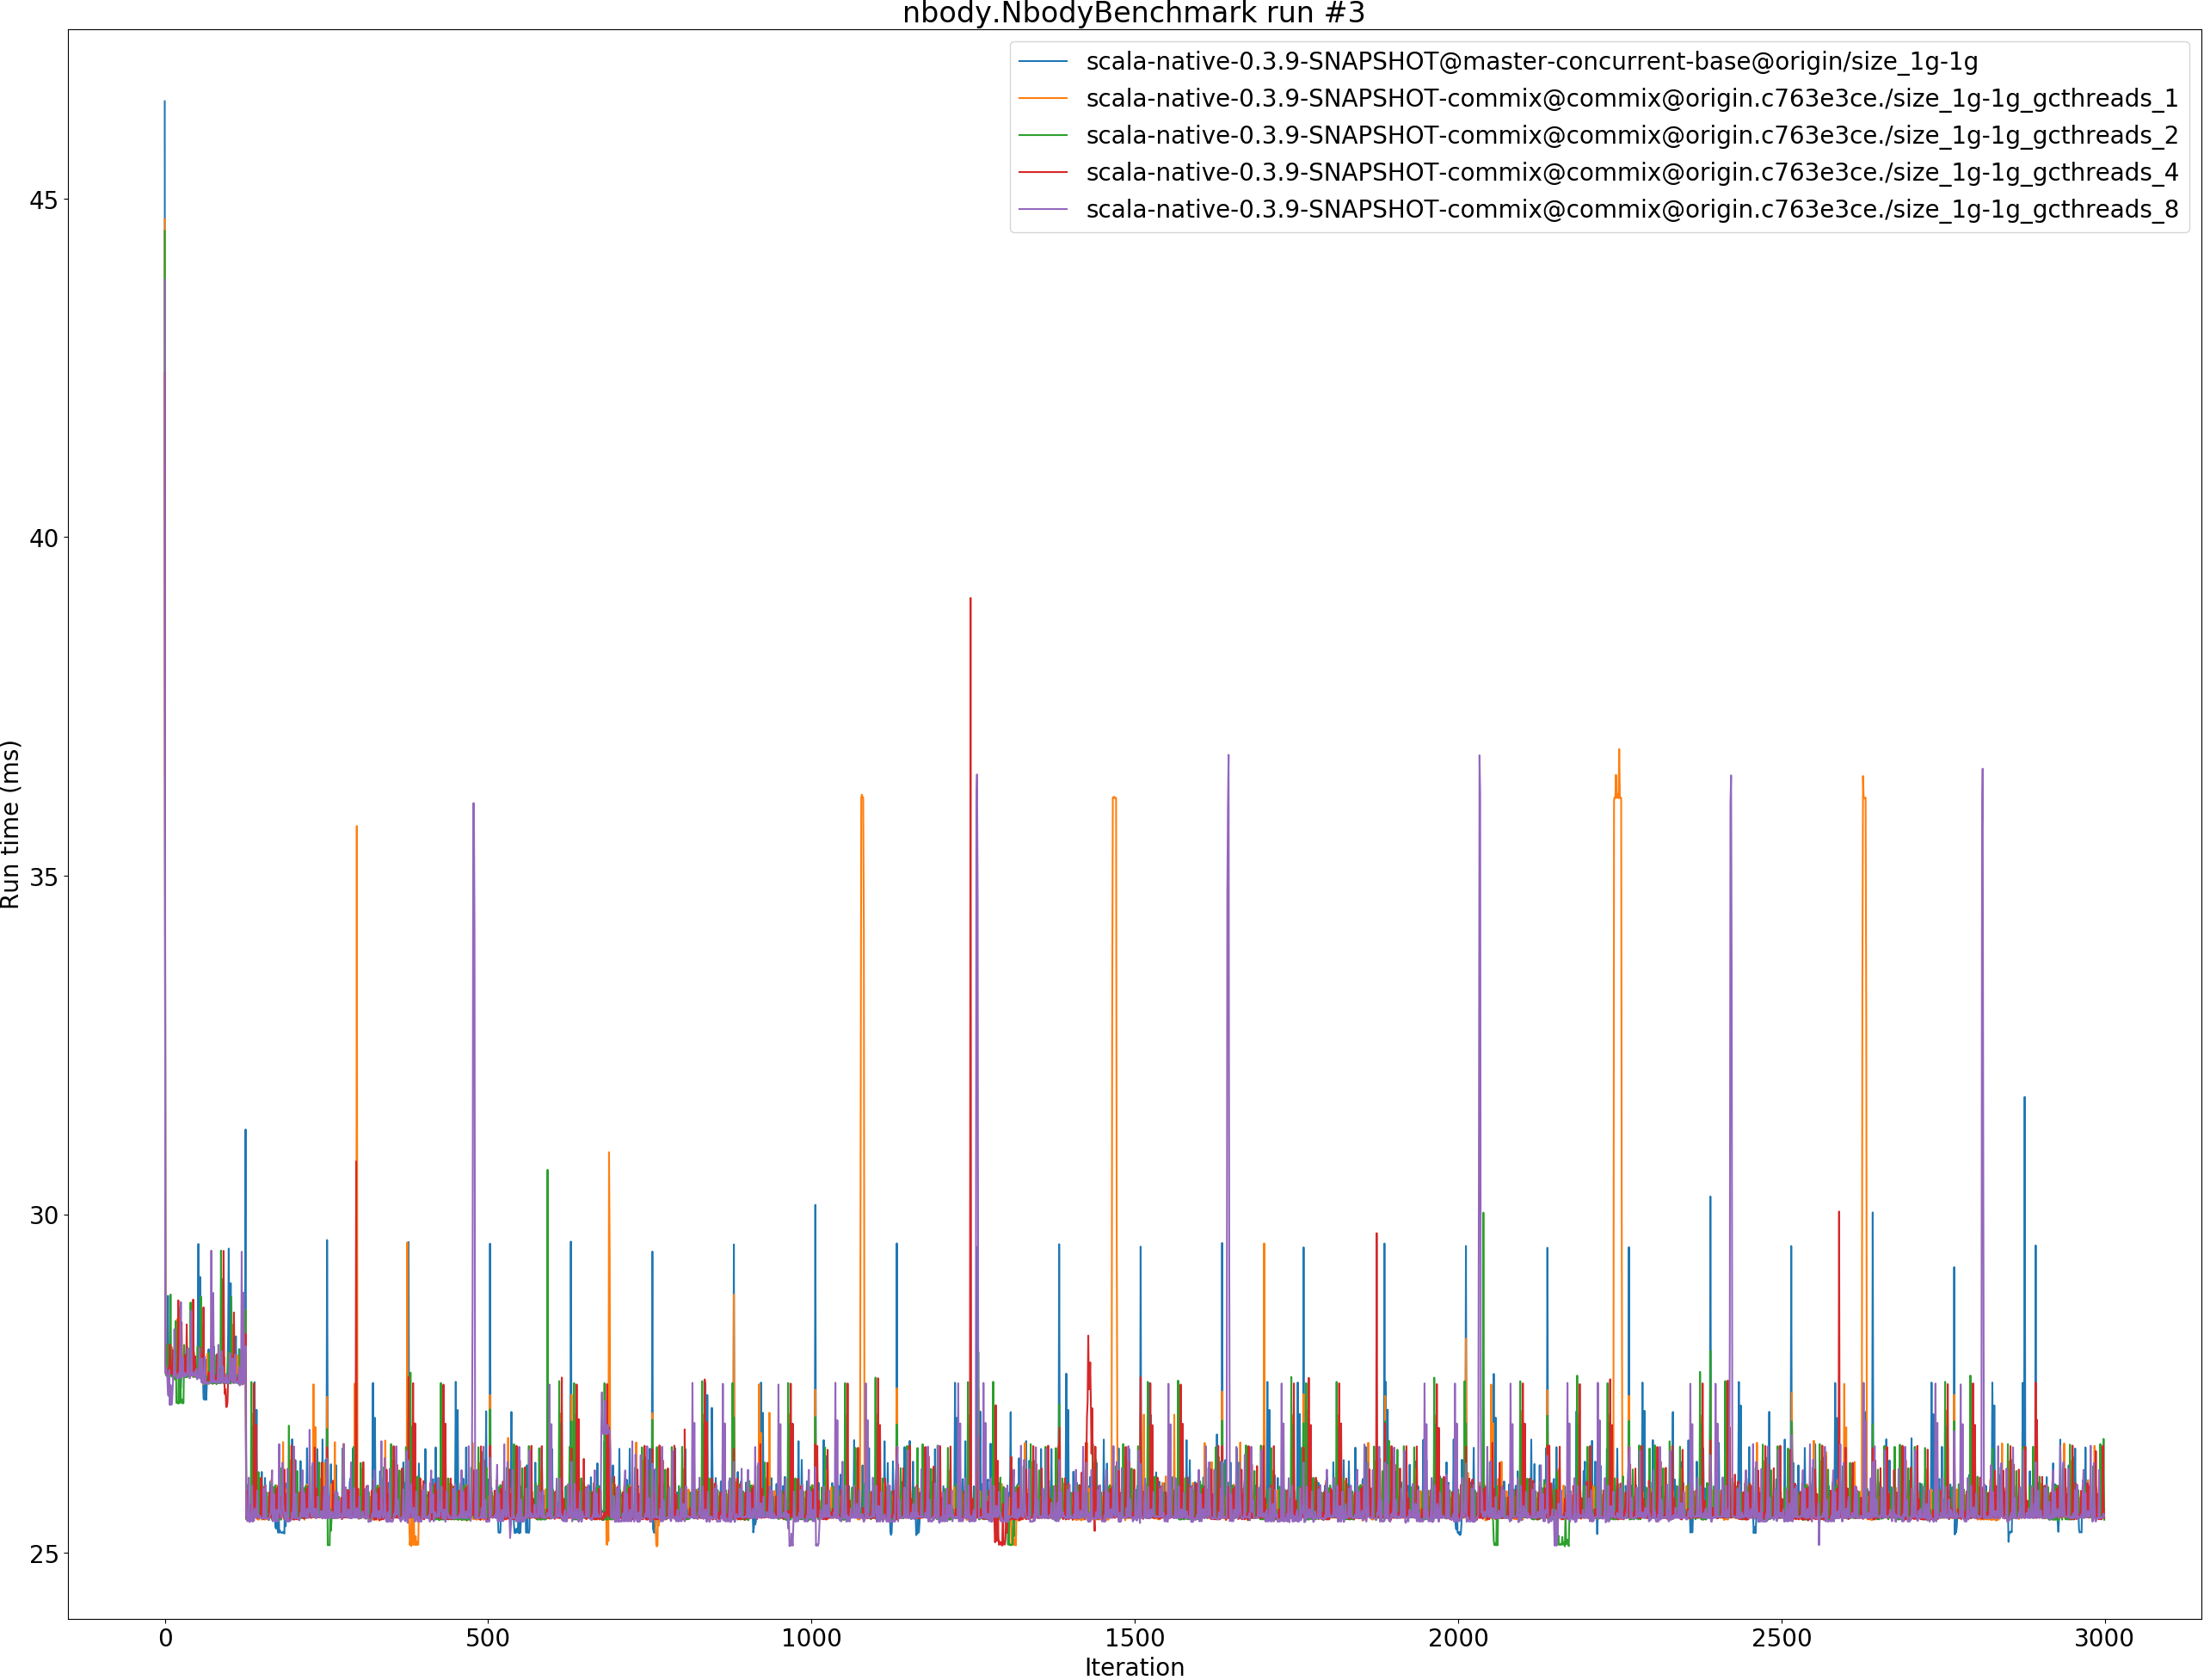 nbody.NbodyBenchmark run #3
scala-native-0.3.9-SNAPSHOT@master-concurrent-base@origin/size_1g-1g
scala-native-0.3.9-SNAPSHOT-commix@commix@origin.c763e3ce./size_1g-1g_gcthreads_1
scala-native-0.3.9-SNAPSHOT-commix@commix@origin.c763e3ce./size_1g-1g_gcthreads_2
scala-native-0.3.9-SNAPSHOT-commix@commix@origin.c763e3ce./size_1g-1g_gcthreads_4
scala-native-0.3.9-SNAPSHOT-commix@commix@origin.c763e3ce./size_1g-1g_gcthreads_8
45
40
35
30
25
Run time (ms)
0 500 1000 1500 2000 2500 3000
Iteration